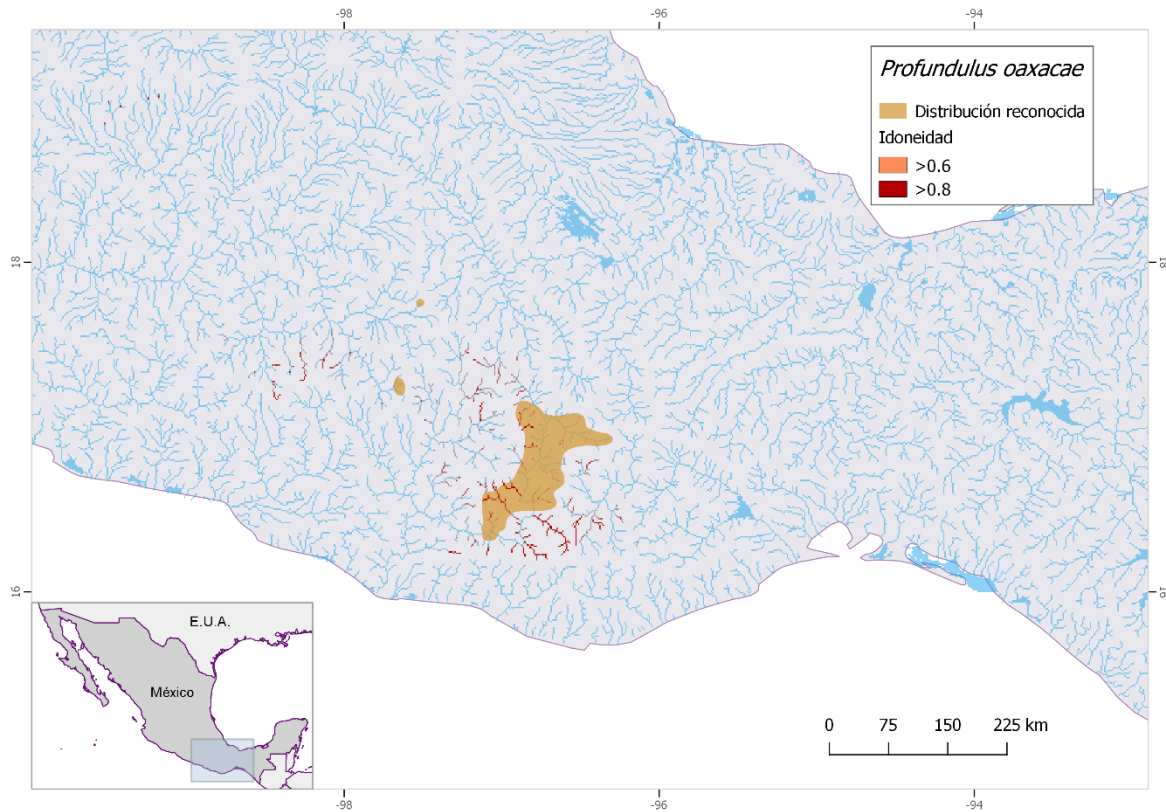 -98
-96
-94
Profundulus oaxacae
Distribución reconocida
Idoneidad
>0.6
>0.8
18
18
16
16
E.U.A.
México
0 75 150 225 km
-98
-96
-94